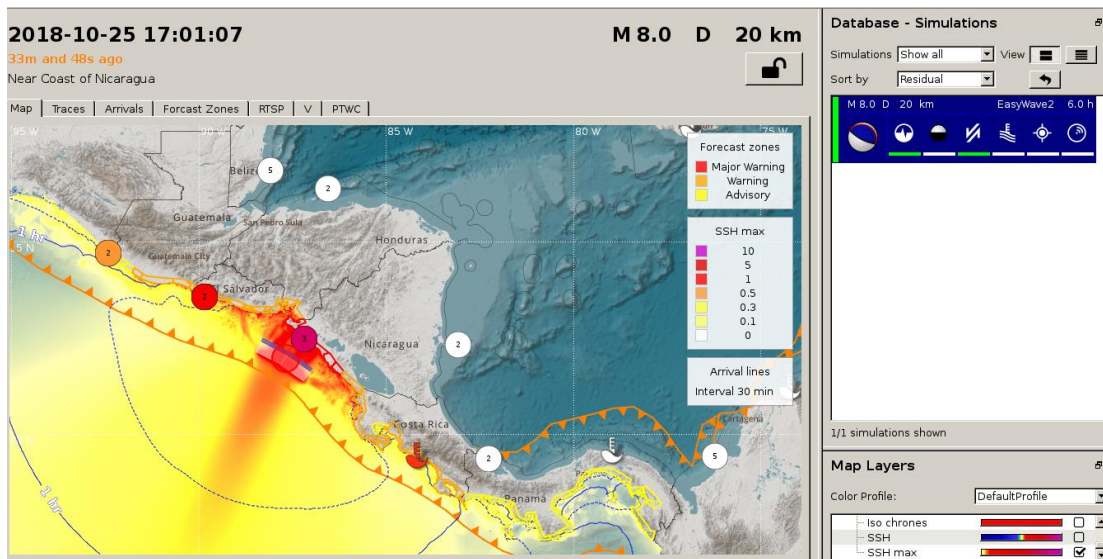 2018-10-25 17:01:07
M 8.0 D 20 km
33m and 48s ago
Near Coast of Nicaragua
Map Traces Arrivals Forcast Zones RTSP V PTWC
95 W 90 W 85 W 80 W 75 W
Forecast zones
Major Warning
Warning
Advisory
5
2
Guatemala
San Pedro Sula
Honduras
1 hr
2
Guatemala City
2
Salvador
SSH max
10
5
1
0.5
0.3
0.1
0
3
Nicaragua
2
Arrival lines
Interval 30 min
Cartagena
Costa Rica
2
5
Panama
1 hr
Database - Simulations
Simulations Show all View
Sort by Residual
M 8.0 D 20 km EasyWave2 6.0 h
1/1 simulations shown
Map Layers
Color Profile: DefaultProfile
Iso chrones
SSH
SSH max